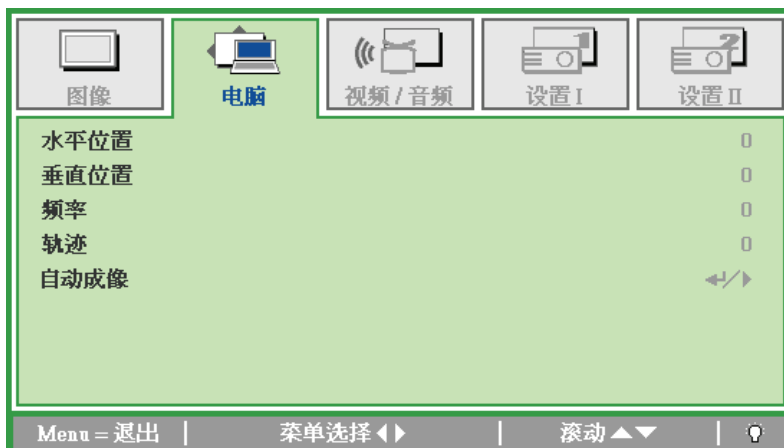 图像 电脑 视频 / 音频 设置 I 设置 II
水平位置 0
垂直位置 0
频率 0
轨迹 0
自动成像
Menu = 退出 菜单选择 滚动